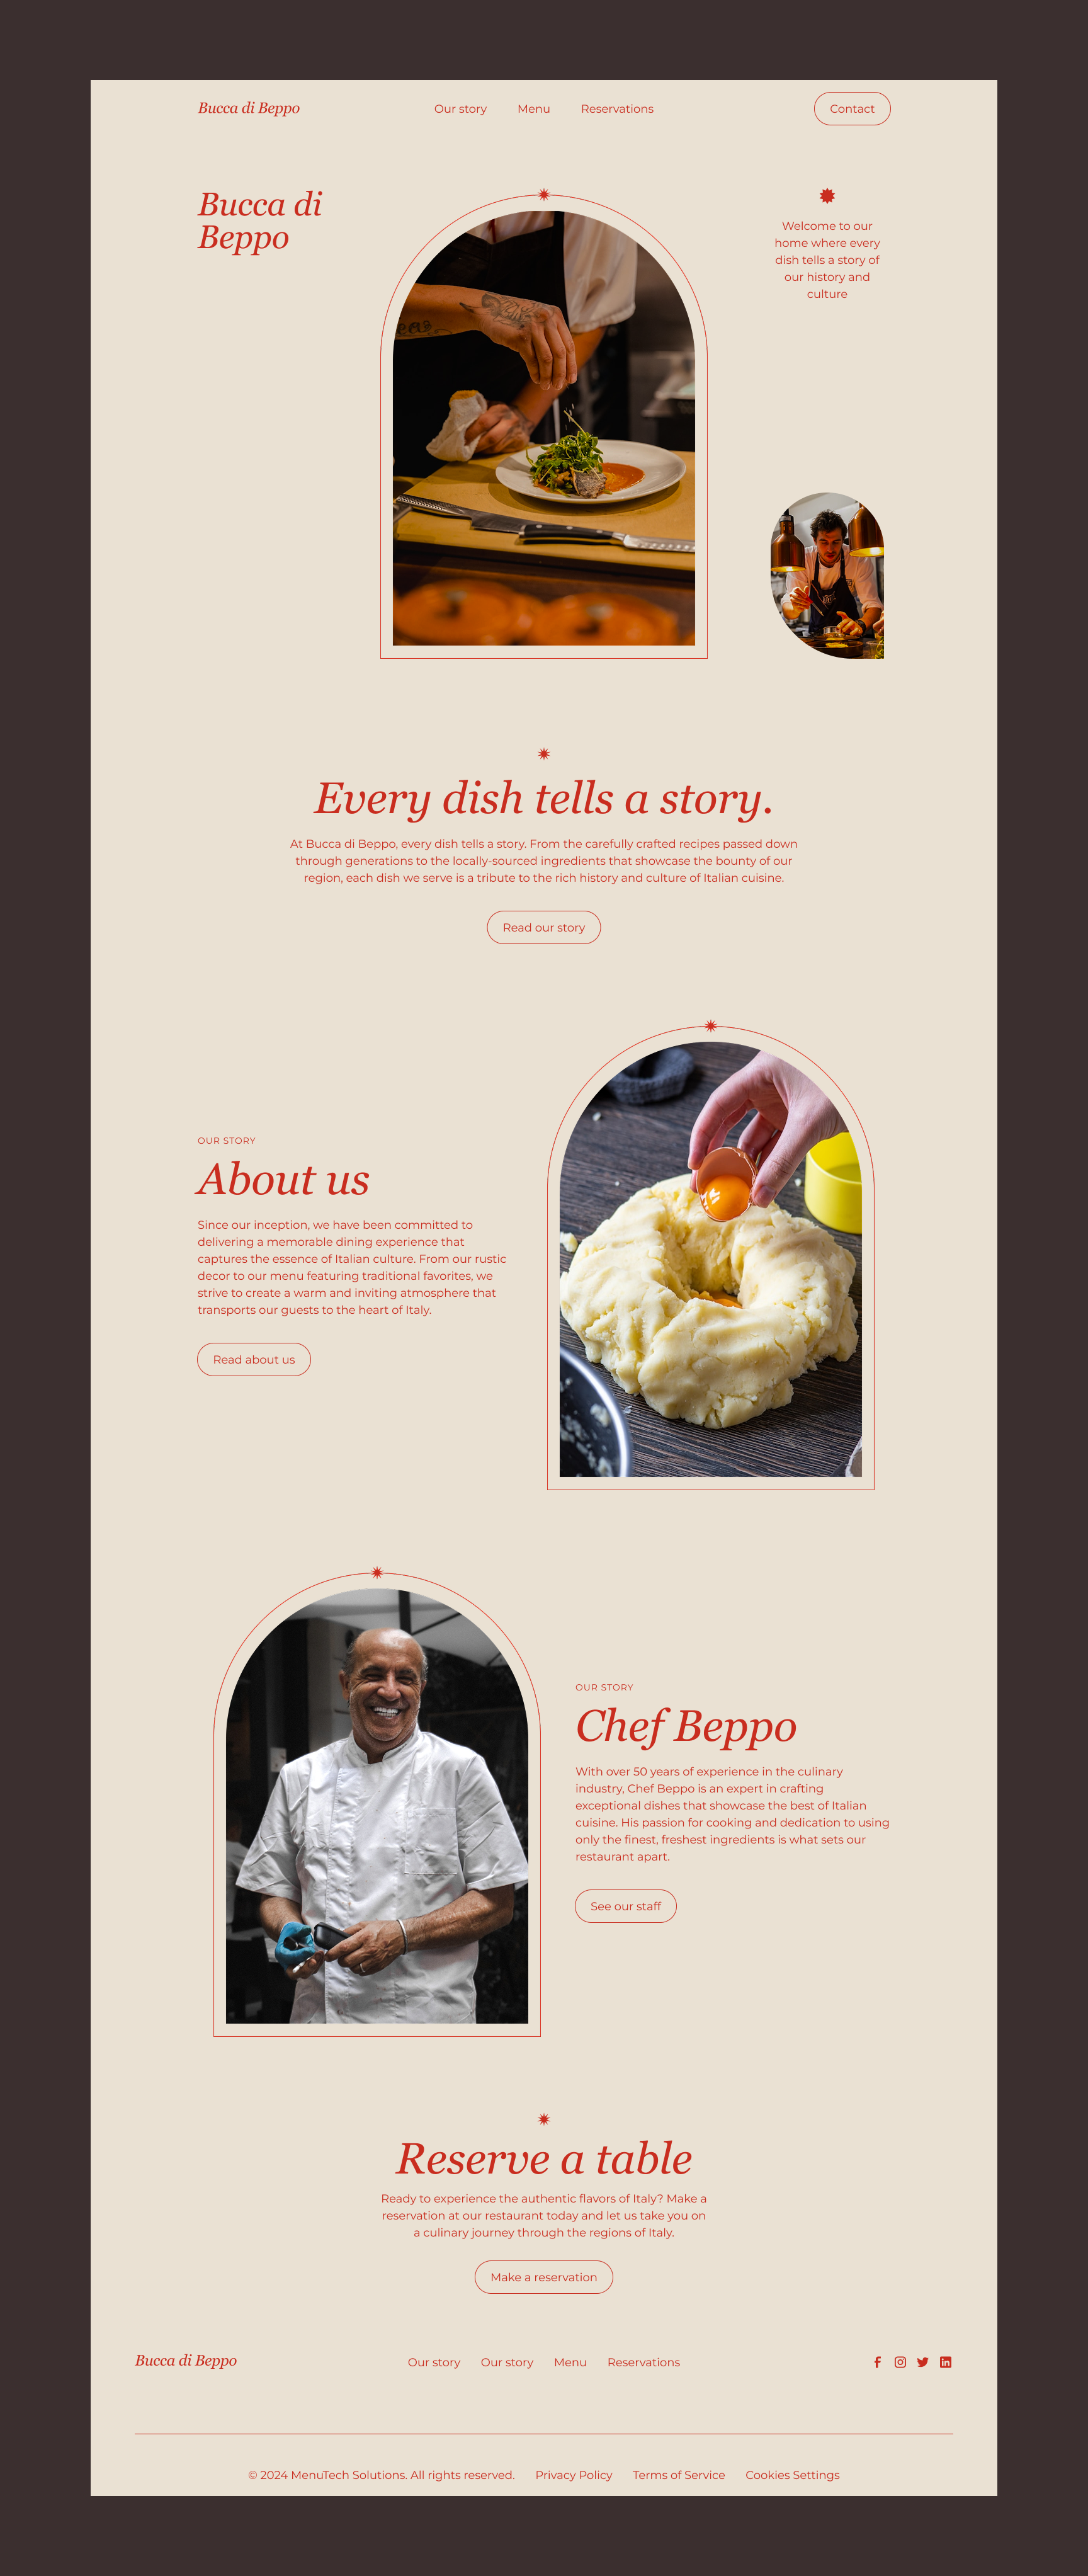 Bucca di Beppo
Our story
Menu
Reservations
Contact
Bucca di
Beppo
Welcome to our
home where every
dish tells a story of
our history and
culture
Every dish tells a story.
At Bucca di Beppo, every dish tells a story. From the carefully crafted recipes passed down
through generations to the locally-sourced ingredients that showcase the bounty of our
region, each dish we serve is a tribute to the rich history and culture of Italian cuisine.
Read our story
OUR STORY
About us
Since our inception, we have been committed to
delivering a memorable dining experience that
captures the essence of Italian culture. From our rustic
decor to our menu featuring traditional favorites, we
strive to create a warm and inviting atmosphere that
transports our guests to the heart of Italy.
Read about us
OUR STORY
Chef Beppo
With over 50 years of experience in the culinary
industry, Chef Beppo is an expert in crafting
exceptional dishes that showcase the best of Italian
cuisine. His passion for cooking and dedication to using
only the finest, freshest ingredients is what sets our
restaurant apart.
See our staff
Reserve a table
Ready to experience the authentic flavors of Italy? Make a
reservation at our restaurant today and let us take you on
a culinary journey through the regions of Italy.
Make a reservation
Bucca di Beppo
Our story
Our story
Menu
Reservations
© 2024 MenuTech Solutions. All rights reserved.
Privacy Policy
Terms of Service
Cookies Settings